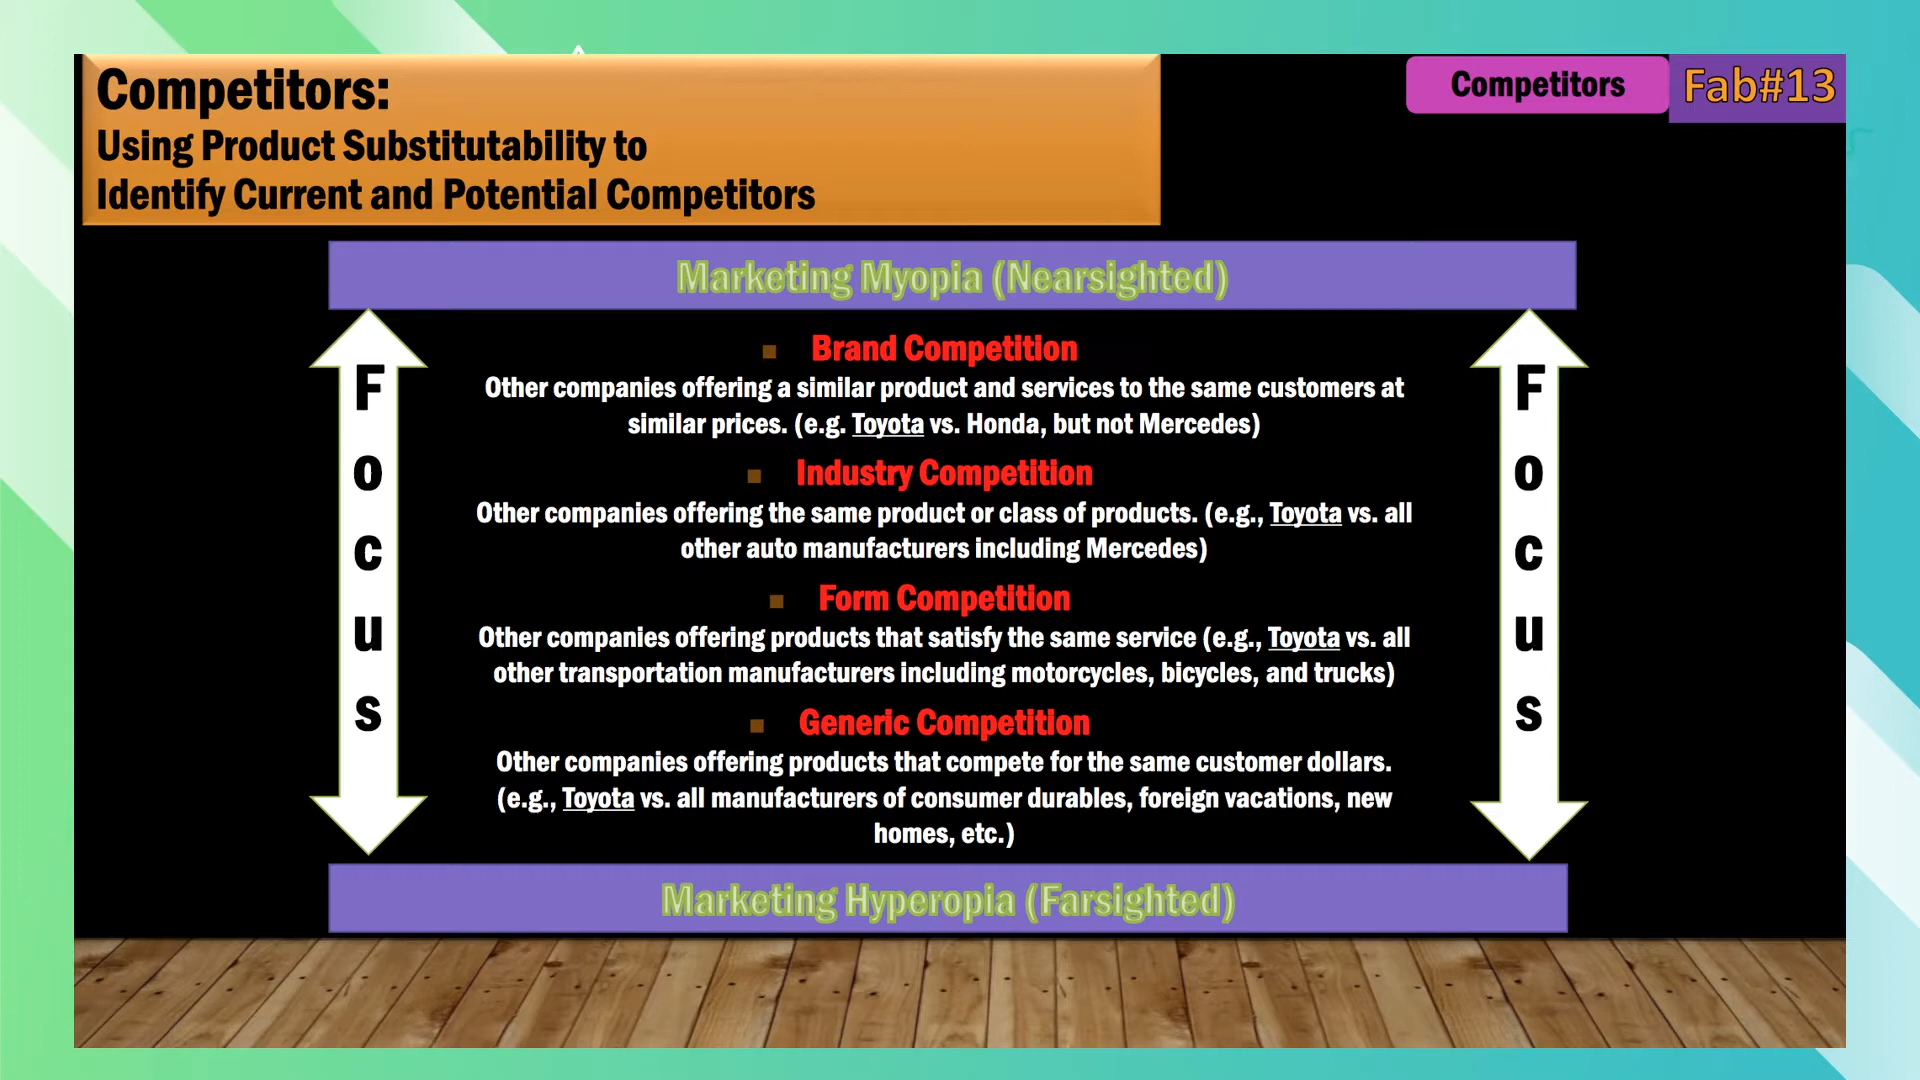 Competitors:
Using Product Substitutability to
Identify Current and Potential Competitors
Competitors
Fab#13
Marketing Myopia (Nearsighted)
F
o
c
u
s
Brand Competition
Other companies offering a similar product and services to the same customers at
similar prices. (e.g. Toyota vs. Honda, but not Mercedes)
Industry Competition
Other companies offering the same product or class of products. (e.g., Toyota vs. all
other auto manufacturers including Mercedes)
Form Competition
Other companies offering products that satisfy the same service (e.g., Toyota vs. all
other transportation manufacturers including motorcycles, bicycles, and trucks)
Generic Competition
Other companies offering products that compete for the same customer dollars.
(e.g., Toyota vs. all manufacturers of consumer durables, foreign vacations, new
homes, etc.)
F
o
c
u
s
Marketing Hyperopia (Farsighted)